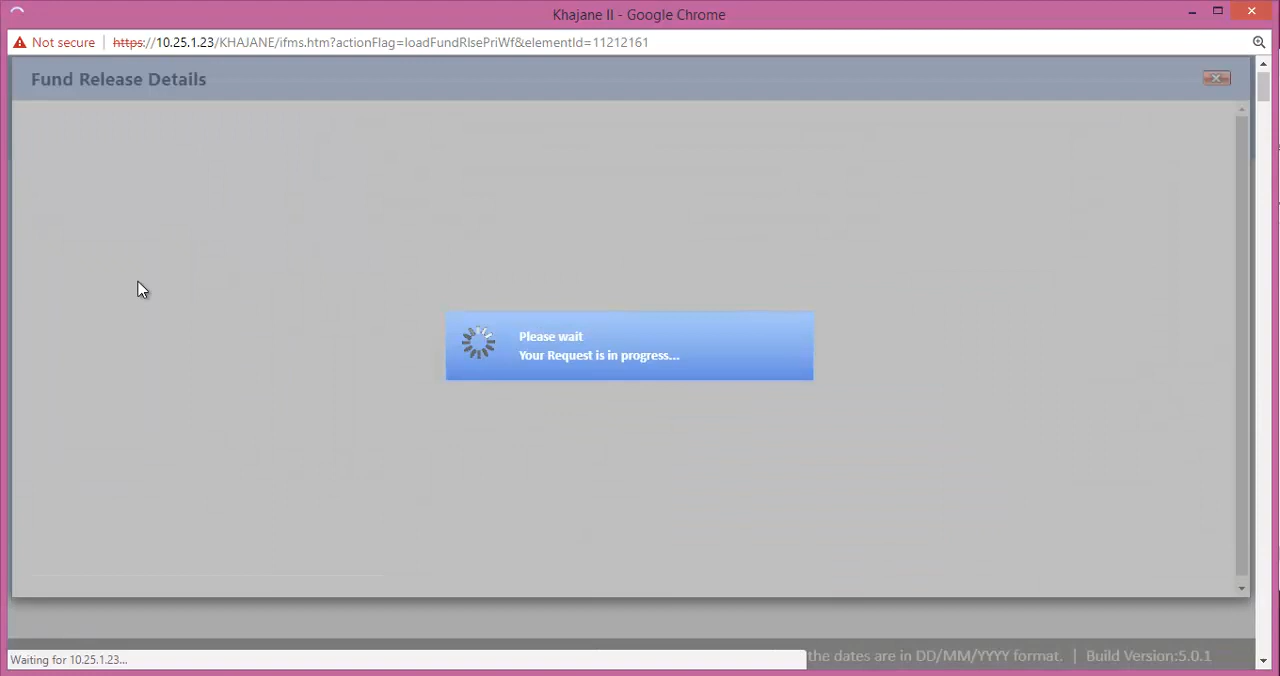 Khajane II - Google Chrome
Not secure | https://10.25.1.23/KHAJANE/ifms.htm?actionFlag=loadFundRlsePriWf&elementId=11212161
Fund Release Details
Please wait
Your Request is in progress...
Waiting for 10.25.1.23...
the dates are in DD/MM/YYYY format. | Build Version:5.0.1